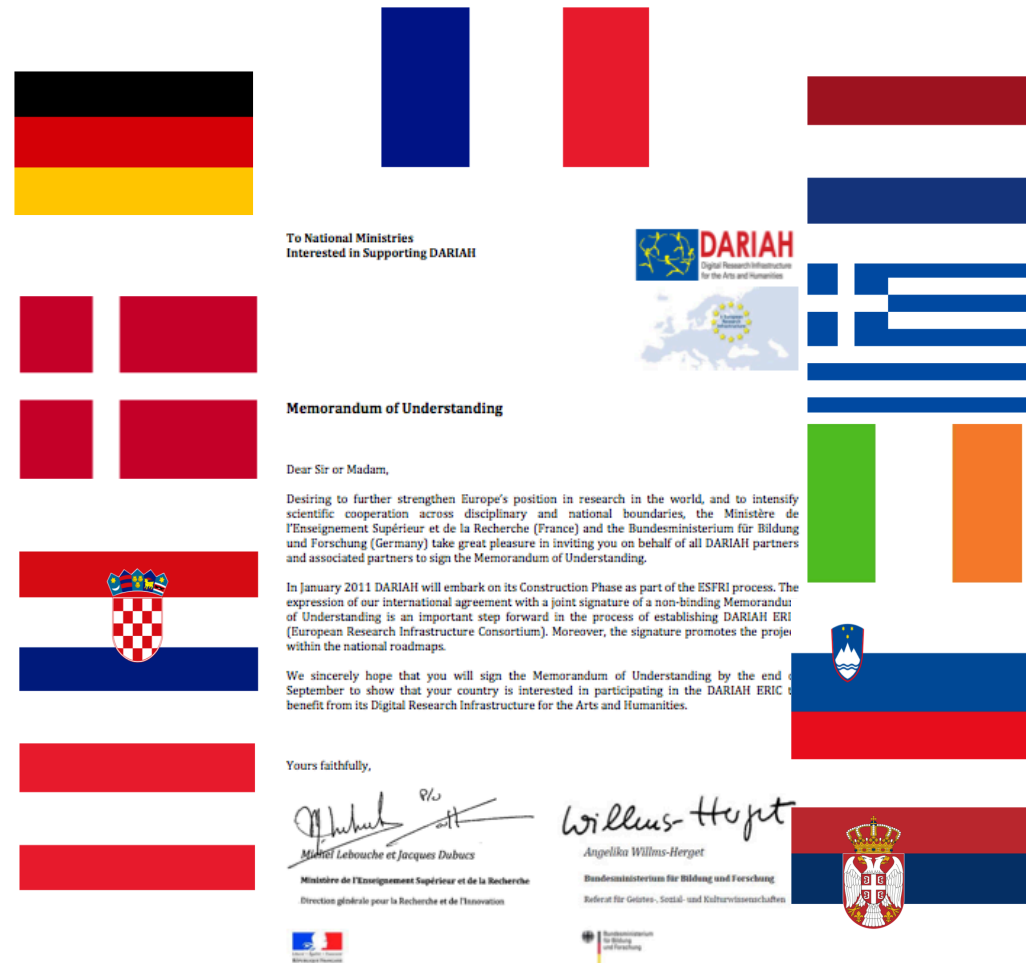 To National Ministries
Interested in Supporting DARIAH
DARIAH
Digital Research Infrastructure
for the Arts and Humanities
Memorandum of Understanding
Dear Sir or Madam,
Desiring to further strengthen Europe's position in research in the world, and to intensify
scientific cooperation across disciplinary and national boundaries, the Ministère de
l'Enseignement Supérieur et de la Recherche (France) and the Bundesministerium für Bildung
und Forschung (Germany) take great pleasure in inviting you on behalf of all DARIAH partners
and associated partners to sign the Memorandum of Understanding.
In January 2011 DARIAH will embark on its Construction Phase as part of the ESFRI process. The
expression of our international agreement with a joint signature of a non-binding Memorandu
of Understanding is an important step forward in the process of establishing DARIAH ERI
(European Research Infrastructure Consortium). Moreover, the signature promotes the projec
within the national roadmaps.
We sincerely hope that you will sign the Memorandum of Understanding by the end
September to show that your country is interested in participating in the DARIAH ERIC t
benefit from its Digital Research Infrastructure for the Arts and Humanities.
Yours faithfully,
P/o
Willms-Herget
Michel Lebouche et Jacques Dubucs
Angelika Willms-Herget
Ministère de l'Enseignement Supérieur et de la Recherche
Bundesministerium für Bildung und Forschung
Direction générale pour la Recherche et de l'Innovation
Referat für Geistes-, Sozial- und Kulturwissenschaften
Bundesministerium
für Bildung
und Forschung